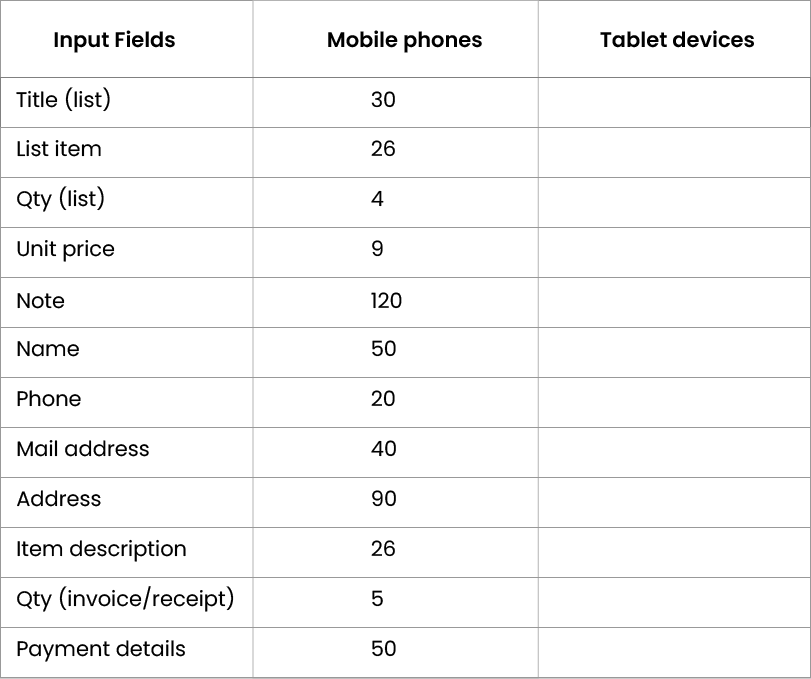 Input Fields Mobile phones Tablet devices
Title (list) 30
List item 26
Qty (list) 4
Unit price 9
Note 120
Name 50
Phone 20
Mail address 40
Address 90
Item description 26
Qty (invoice/receipt) 5
Payment details 50